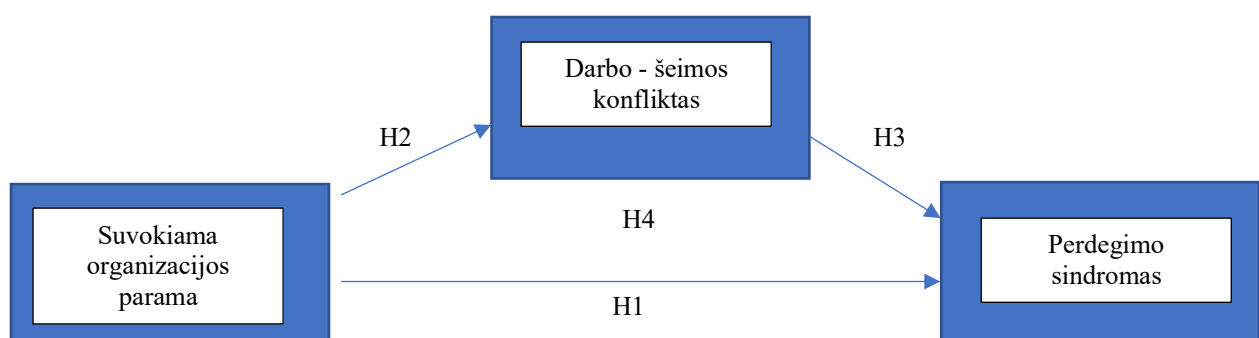 Darbo - šeimos
konfliktas
H2
H3
Suvokiama
organizacijos
parama
H4
Perdegimo
sindromas
H1